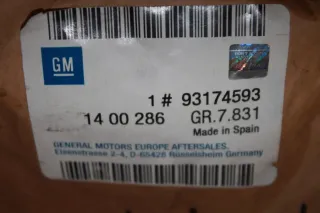 GM
1 # 93174593
14 00 286 GR.7.831
Made in Spain
GENERAL MOTORS EUROPE AFTERSALES.
Eisenstrasse 2-4, D-65428 Rüsselsheim Germany